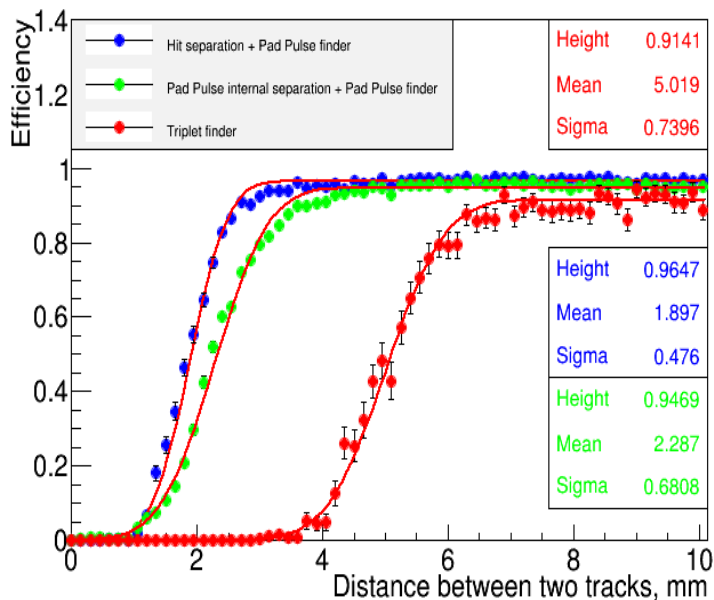 Efficiency
1.4
1.2
1
0.8
0.6
0.4
0.2
0
Hit separation + Pad Pulse finder
Pad Pulse internal separation + Pad Pulse finder
Triplet finder
Height 0.9141
Mean 5.019
Sigma 0.7396
Height 0.9647
Mean 1.897
Sigma 0.476
Height 0.9469
Mean 2.287
Sigma 0.6808
0 2 4 6 8 10
Distance between two tracks, mm